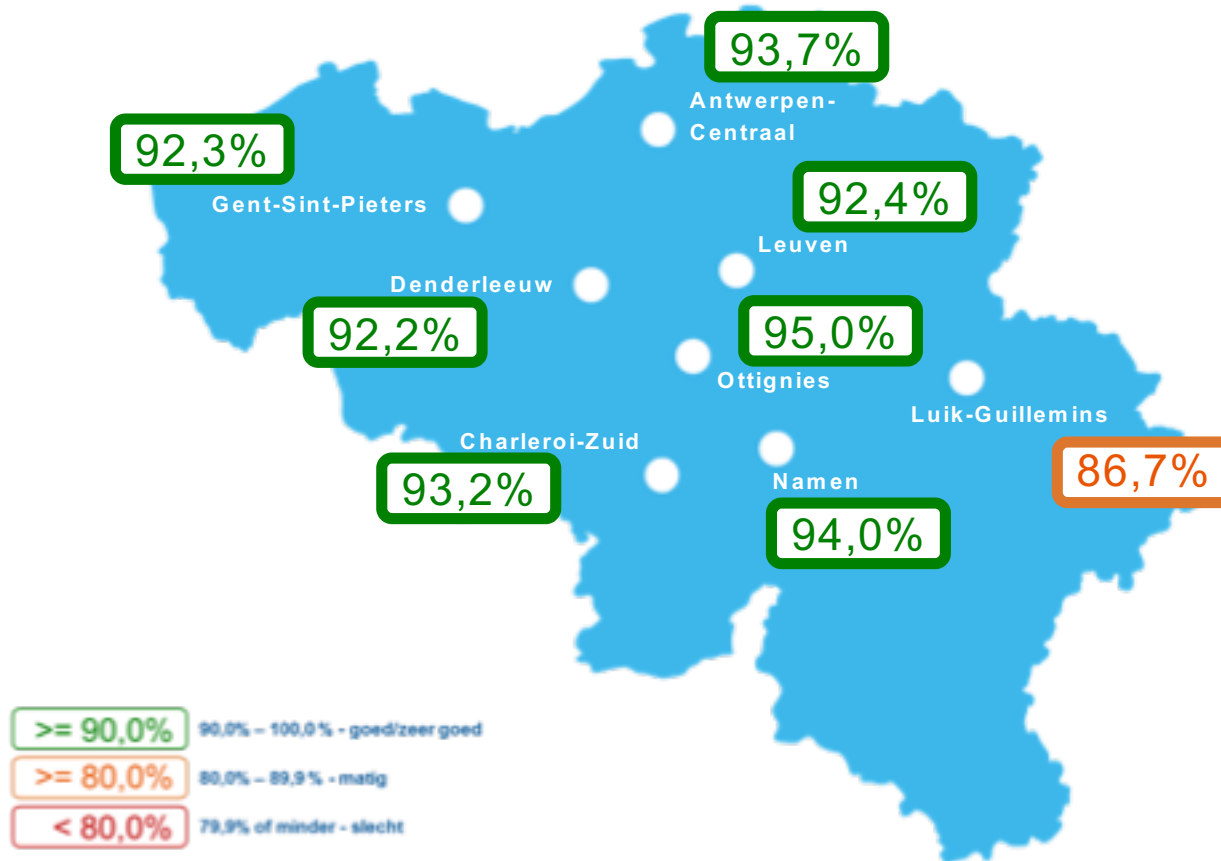 93,7%
Antwerpen-
Centraal
92,3%
Gent-Sint-Pieters
92,4%
Leuven
Denderleeuw
92,2%
95,0%
Ottignies
Luik-Guillemins
86,7%
Charleroi-Zuid
93,2%
Namen
94,0%
>= 90,0% 90,0% – 100,0 % - goed/zeer goed
>= 80,0% 80,0% – 89,9 % - matig
< 80,0% 79,9% of minder - slecht